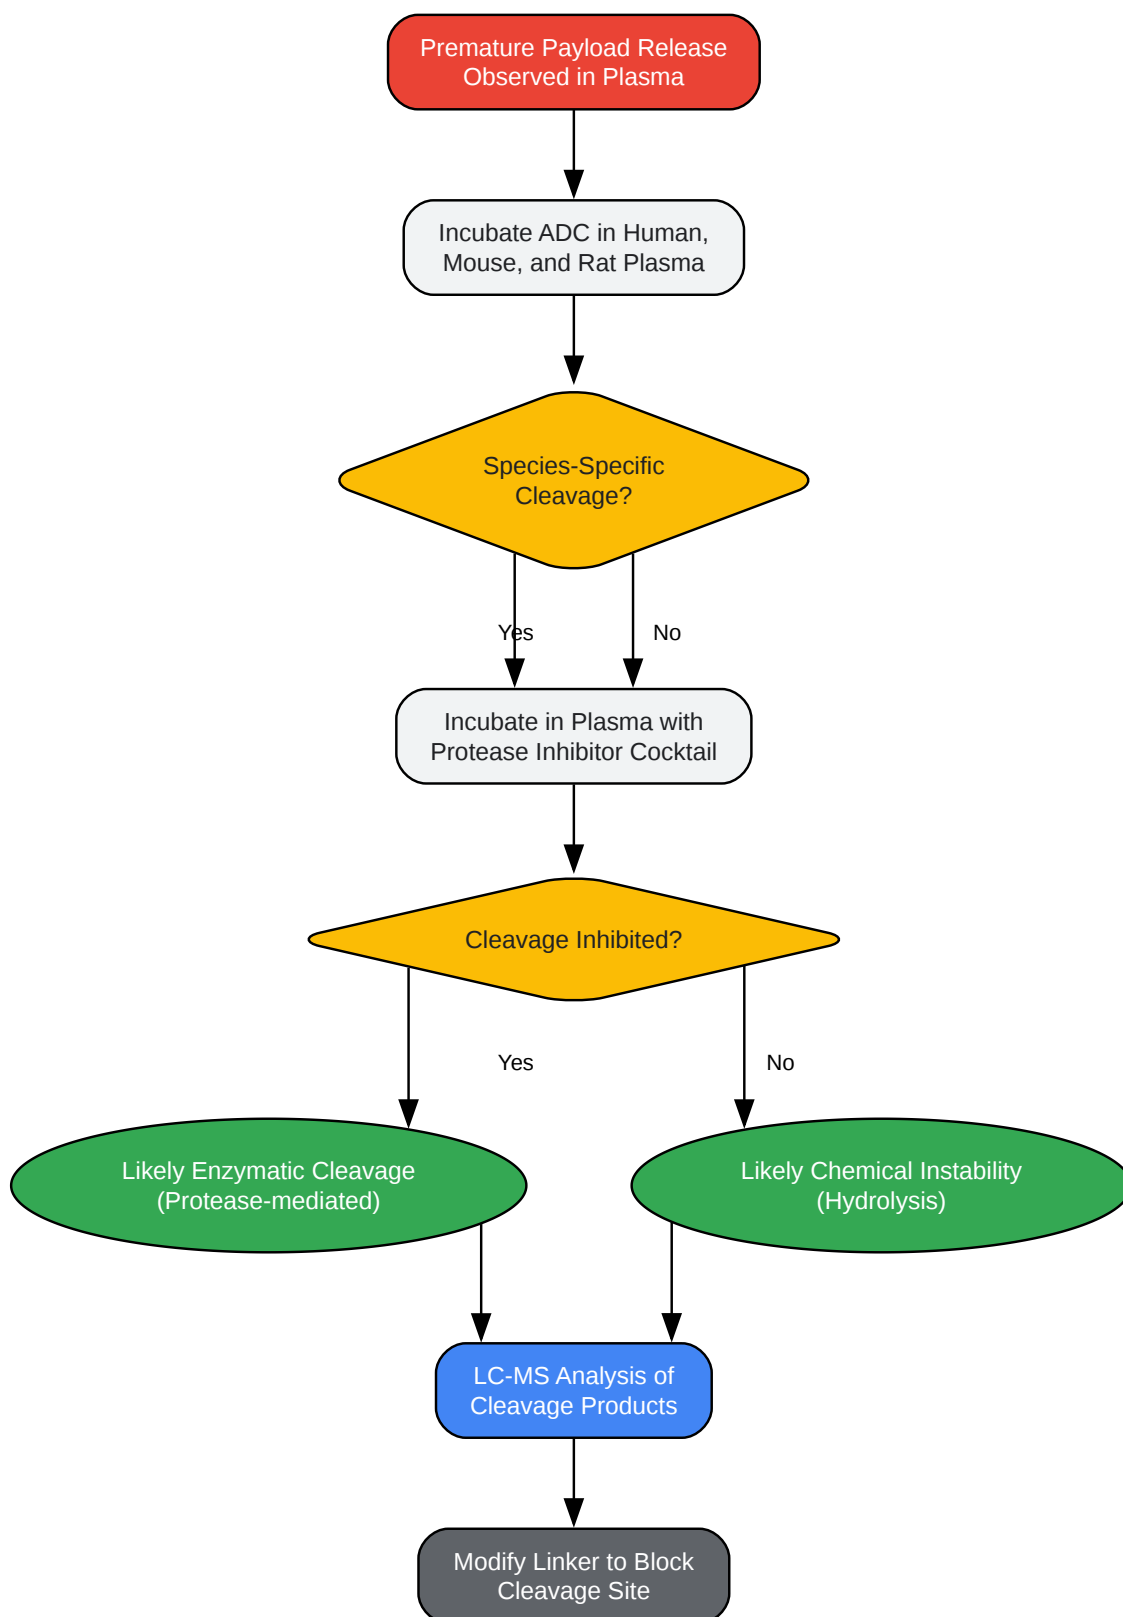 Premature Payload Release
Observed in Plasma
Incubate ADC in Human,
Mouse, and Rat Plasma
Species-Specific
Cleavage?
Yes
No
Incubate in Plasma with
Protease Inhibitor Cocktail
Cleavage Inhibited?
Yes
No
Likely Enzymatic Cleavage
(Protease-mediated)
Likely Chemical Instability
(Hydrolysis)
LC-MS Analysis of
Cleavage Products
Modify Linker to Block
Cleavage Site